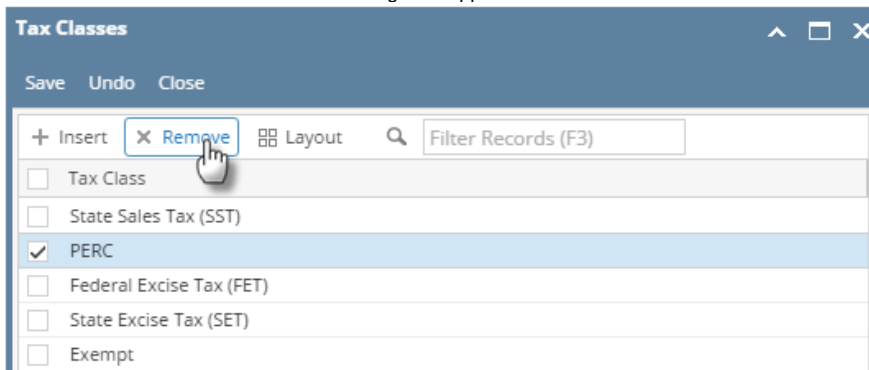 Tax Classes
Save Undo Close
Insert Remove Layout Filter Records (F3)
Tax Class
State Sales Tax (SST)
PERC
Federal Excise Tax (FET)
State Excise Tax (SET)
Exempt